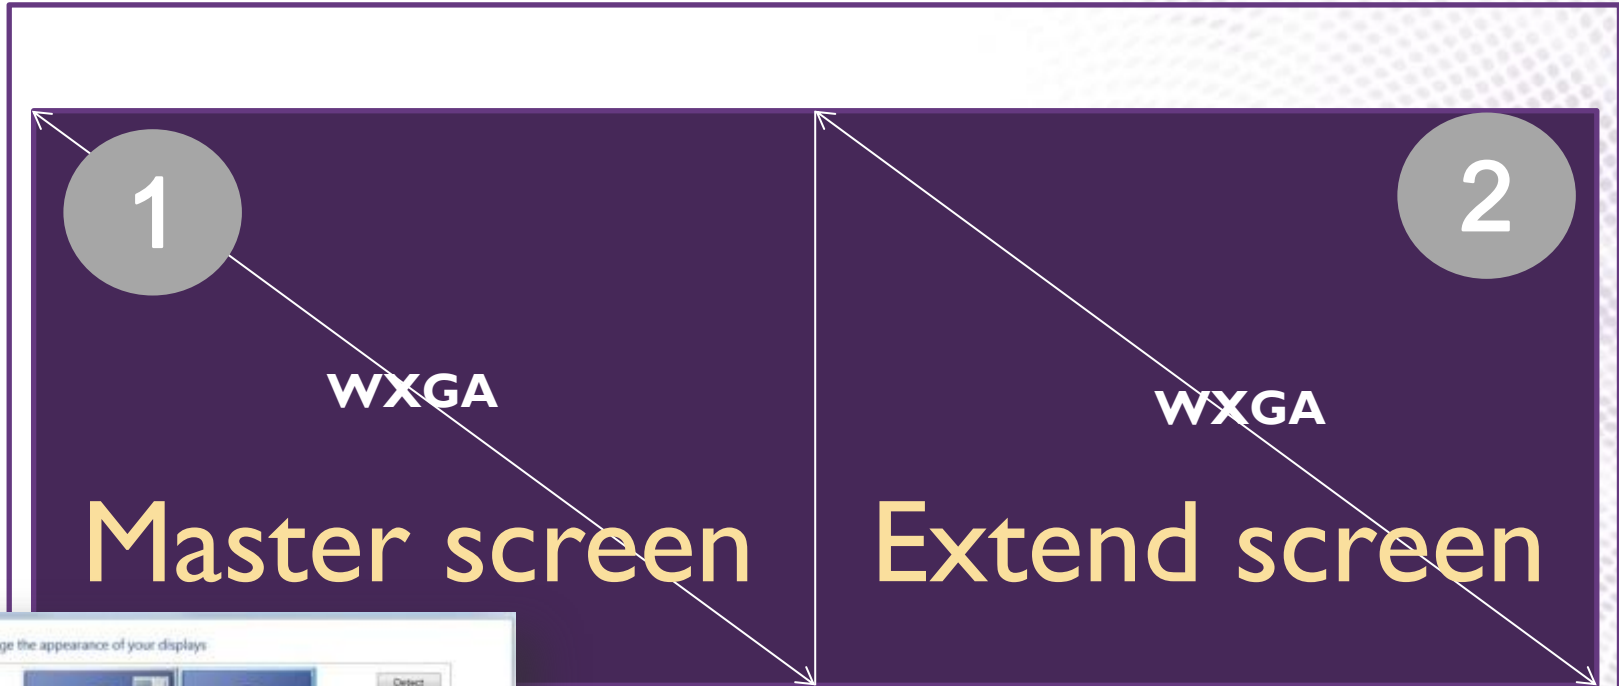 1
2
WXGA
WXGA
Master screen
Extend screen
ge the appearance of your displays
Detect